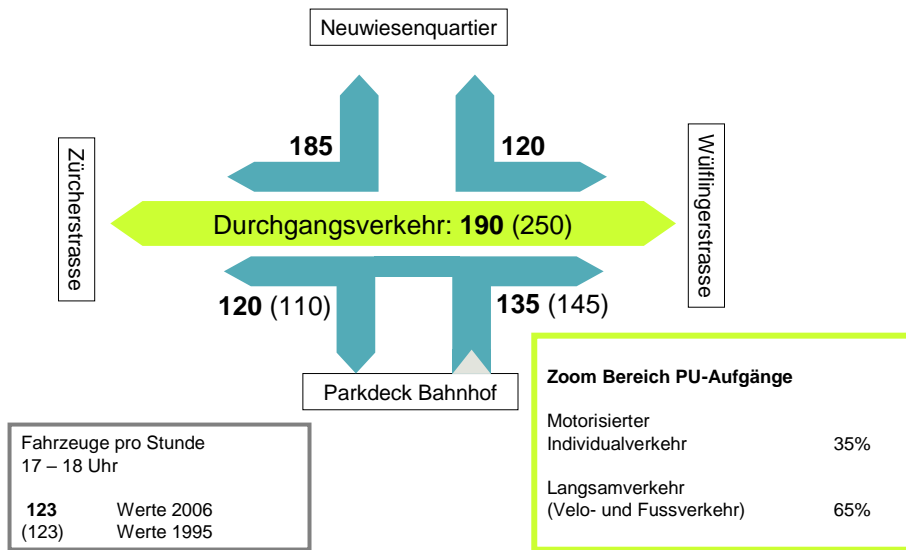 Neuwiesenquartier
185
120
Zürcherstrasse
Wülflingerstrasse
Durchgangsverkehr: 190 (250)
120 (110)
135 (145)
Parkdeck Bahnhof
Zoom Bereich PU-Aufgänge
Motorisierter
Individualverkehr 35%
Langsamverkehr
(Velo- und Fussverkehr) 65%
Fahrzeuge pro Stunde
17 – 18 Uhr
123 Werte 2006
(123) Werte 1995